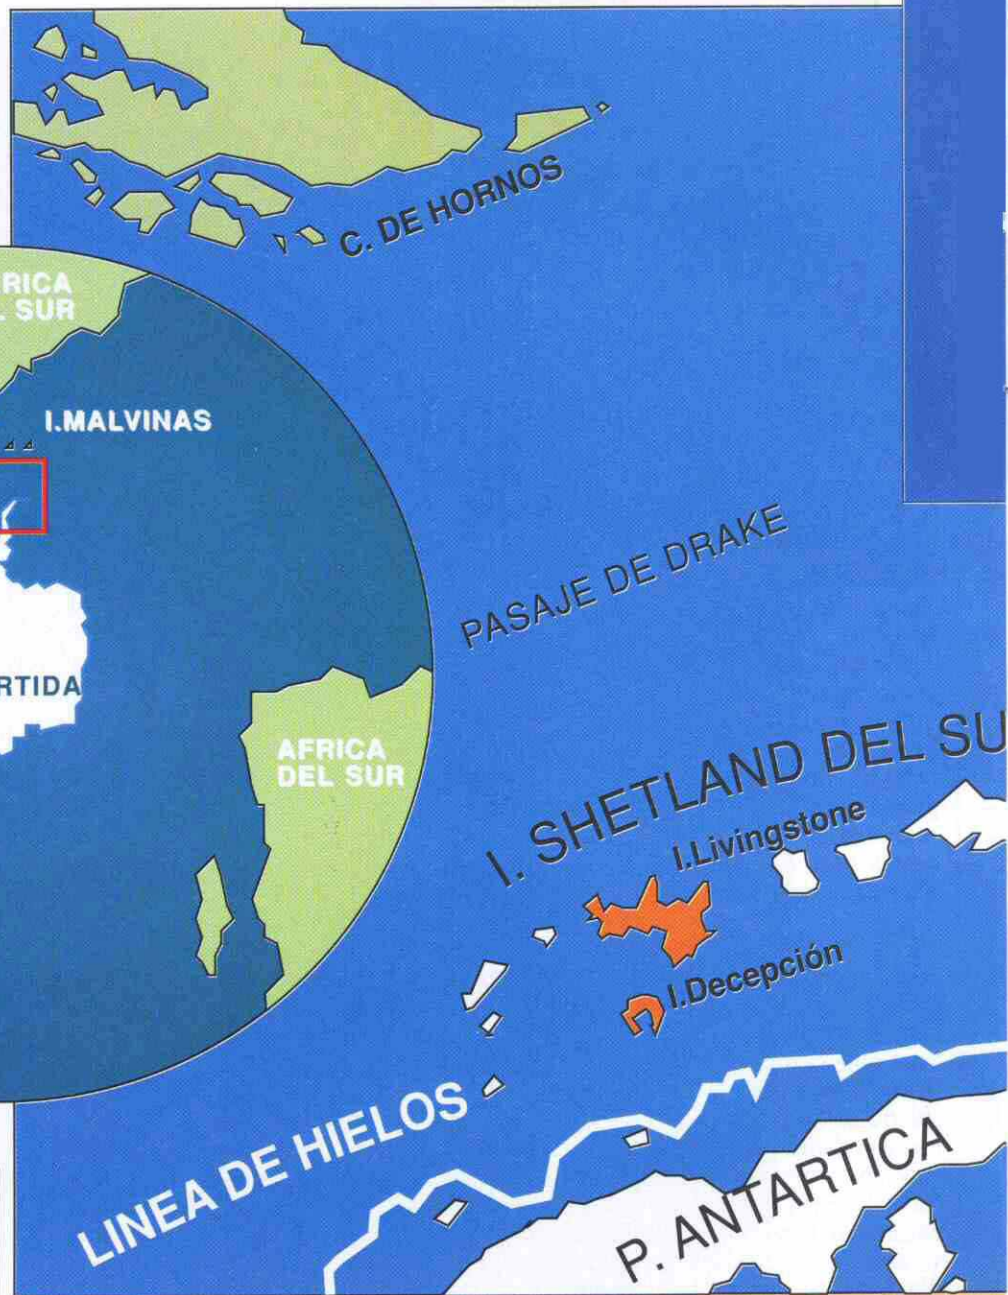 C. DE HORNOS
RICA
SUR
I.MALVINAS
PASAJE DE DRAKE
RTIDA
AFRICA
DEL SUR
I. SHETLAND DEL SU
I.Livingstone
I.Decepción
LINEA DE HIELOS
P. ANTARTICA